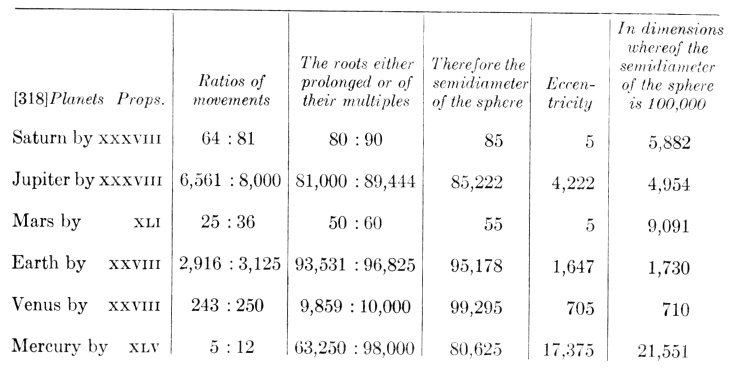 In dimensions
whereof the
The roots either Therefore the semidiameter
Ratios of prolonged or of semidiameter Eccen- of the sphere
[318] Planets Props. movements their multiples of the sphere tricity is 100,000
Saturn by XXXVIII 64 : 81 80 : 90 85 5 5,882
Jupiter by XXXVIII 6,561 : 8,000 81,000 : 89,444 85,222 4,222 4,954
Mars by XLI 25 : 36 50 : 60 55 5 9,091
Earth by XXVIII 2,916 : 3,125 93,531 : 96,825 95,178 1,647 1,730
Venus by XXVIII 243 : 250 9,859 : 10,000 99,295 705 710
Mercury by XLV 5 : 12 63,250 : 98,000 80,625 17,375 21,551